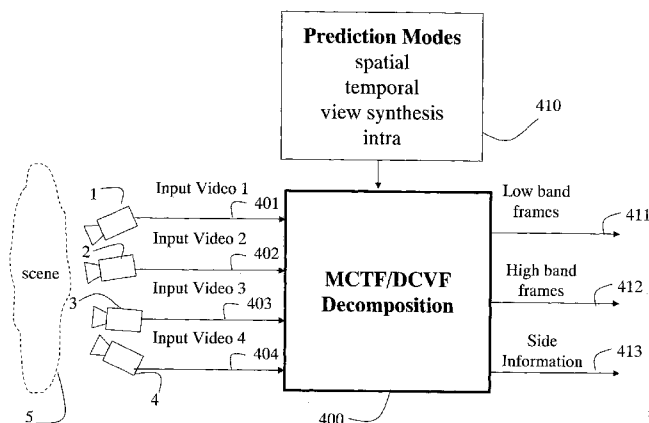 Prediction Modes
spatial
temporal
view synthesis
intra
410
1
Input Video 1
401
Low band
frames
411
2
Input Video 2
402
scene
MCTF/DCVF
Decomposition
High band
frames
412
3
Input Video 3
403
Input Video 4
404
Side
Information
413
5
4
400